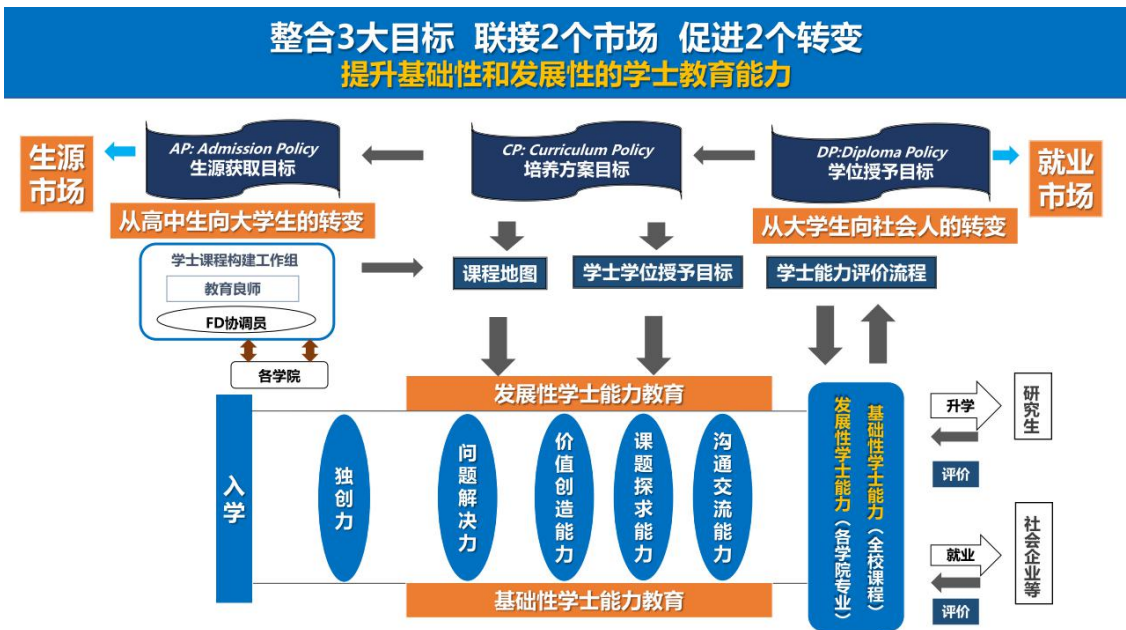 整合3大目标 联接2个市场 促进2个转变
提升基础性和发展性的学士教育能力
生源
市场
AP: Admission Policy
生源获取目标
CP: Curriculum Policy
培养方案目标
DP:Diploma Policy
学位授予目标
就业
市场
从高中生向大学生的转变
从大学生向社会人的转变
学士课程构建工作组
教育良师
FD协调员
各学院
课程地图
学士学位授予目标
学士能力评价流程
发展性学士能力教育
入学
独创力
问题解决力
价值创造能力
课题探求能力
沟通交流能力
基础性学士能力教育
发展性学士能力（各学院专业）
基础性学士能力（全校课程）
升学
评价
研究生
就业
评价
社会企业等